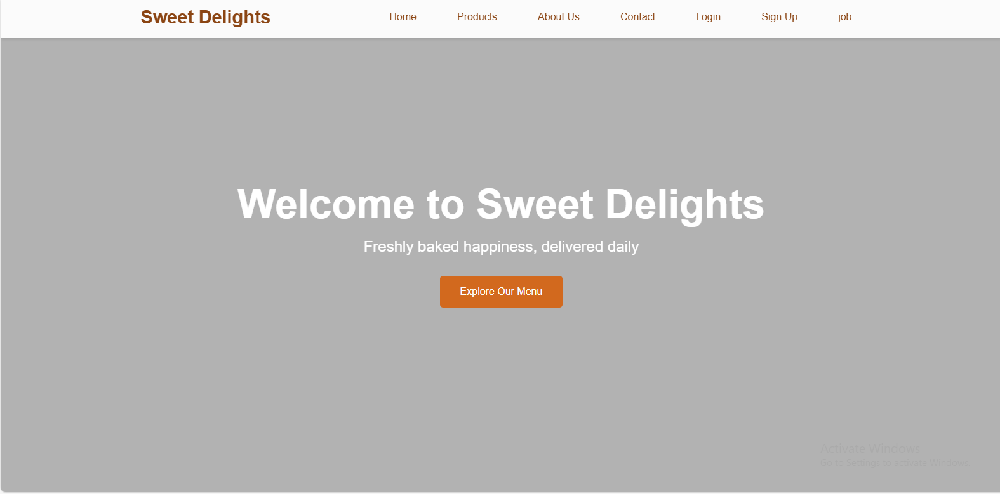 Sweet Delights Home Products About Us Contact Login Sign Up job
Welcome to Sweet Delights
Freshly baked happiness, delivered daily
Explore Our Menu
Activate Windows
Go to Settings to activate Windows.